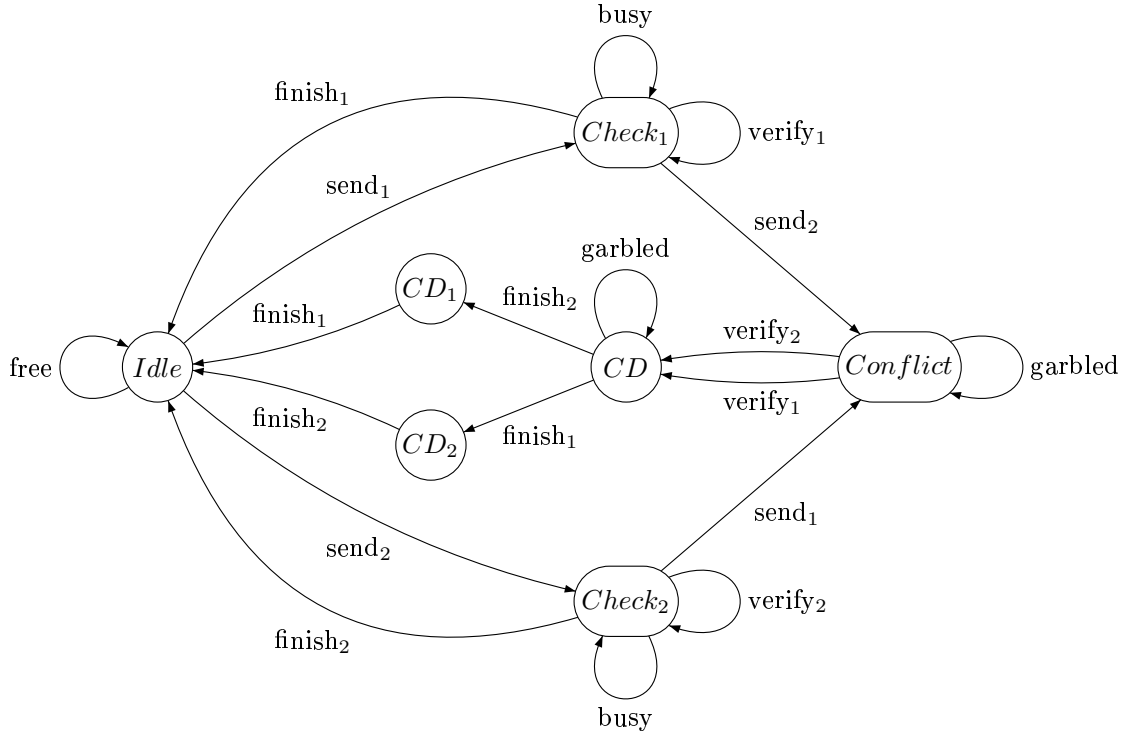 busy
finish₁
Check₁
verify₁
send₁
send₂
garbled
CD₁
finish₂
finish₁
verify₂
free
Idle
CD
Conflict
garbled
verify₁
finish₂
CD₂
finish₁
send₁
send₂
Check₂
verify₂
finish₂
busy